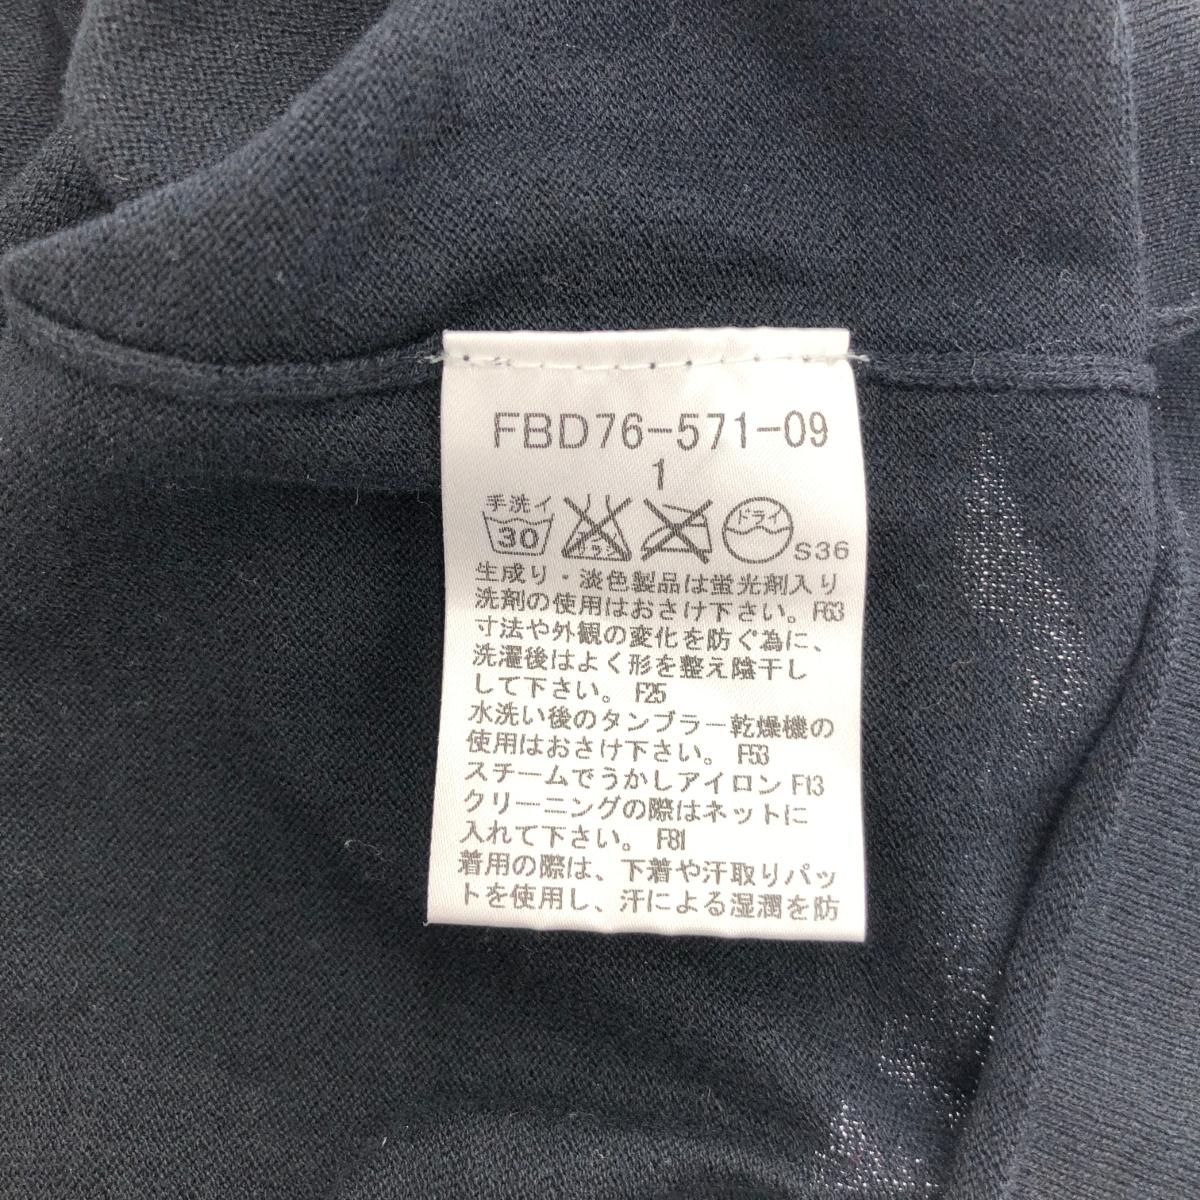 FBD76-571-09
1
手洗イ
30 サラシ ドライ S36
生成り・淡色製品は蛍光剤入り
洗剤の使用はおさけ下さい。F63
寸法や外観の変化を防ぐ為に、
洗濯後はよく形を整え陰干し
して下さい。 F25
水洗い後のタンブラー乾燥機の
使用はおさけ下さい。 F53
スチームでうかしアイロン F13
クリーニングの際はネットに
入れて下さい。 F81
着用の際は、下着や汗取りパッ
トを使用し、汗による湿潤を防